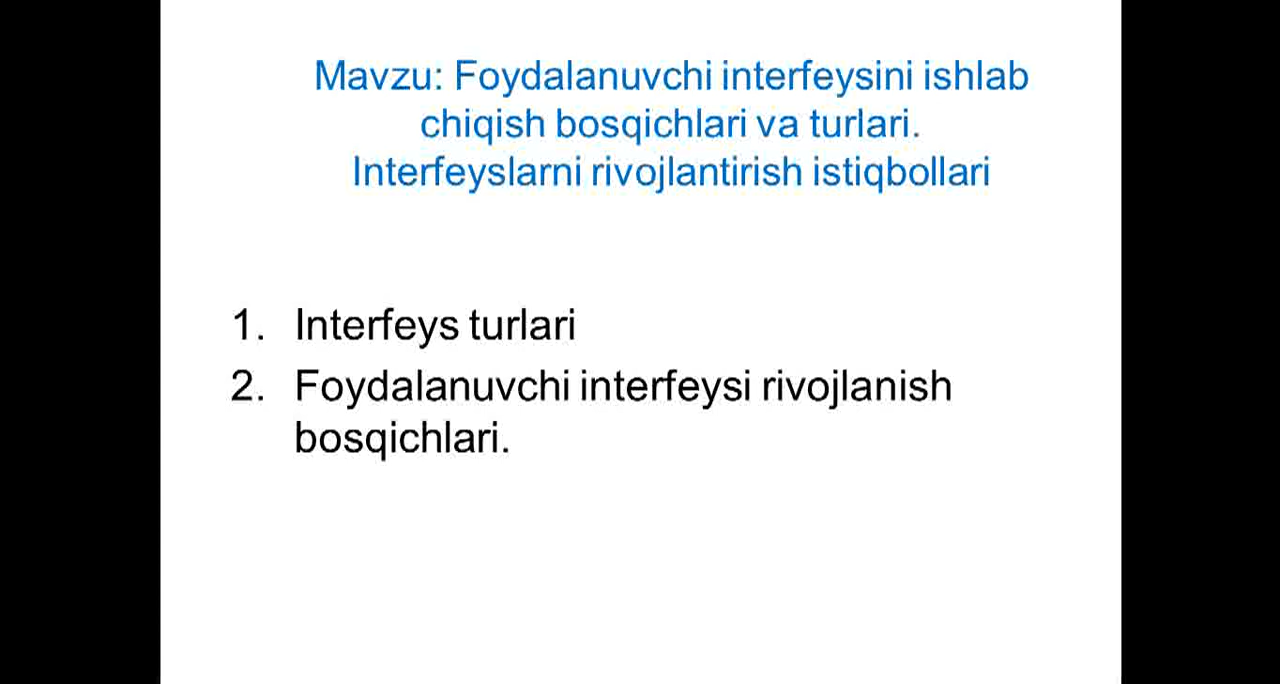 Mavzu: Foydalanuvchi interfeysini ishlab
chiqish bosqichlari va turlari.
Interfeyslarni rivojlantirish istiqbollari
1. Interfeys turlari
2. Foydalanuvchi interfeysi rivojlanish
bosqichlari.